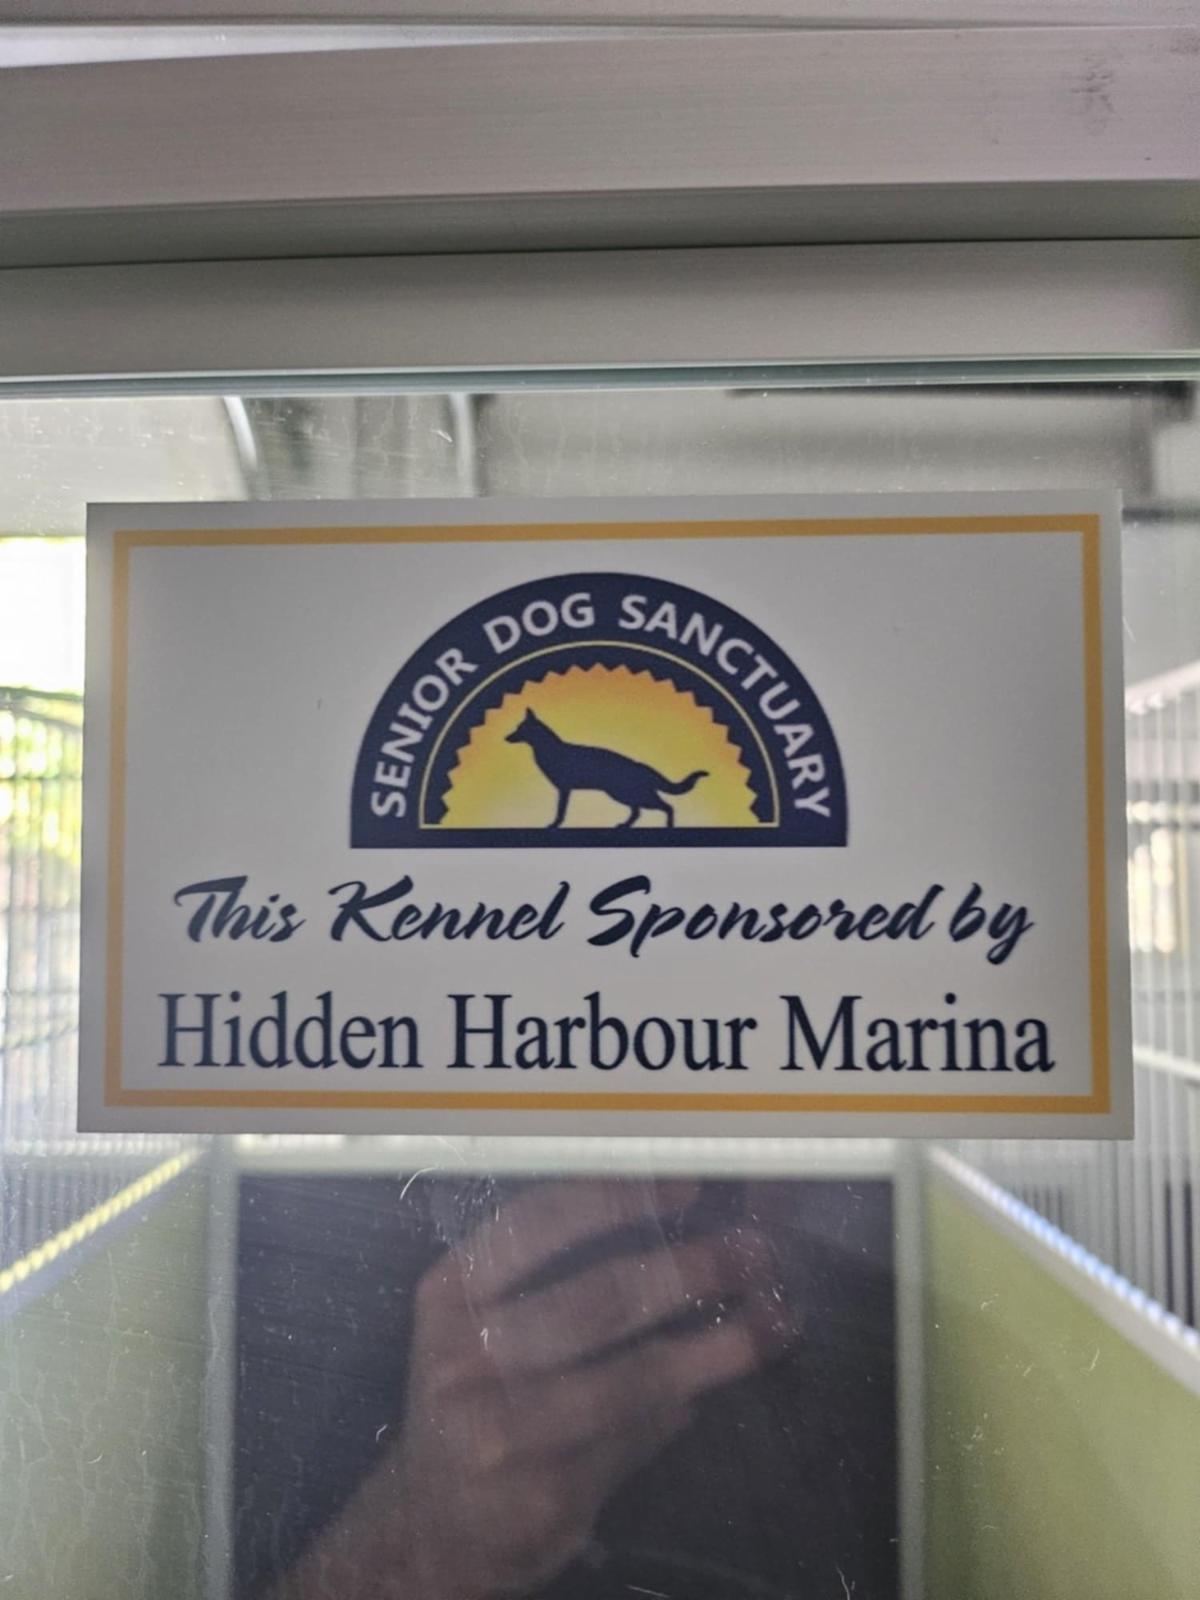 SENIOR DOG SANCTUARY
This Kennel Sponsored by
Hidden Harbour Marina